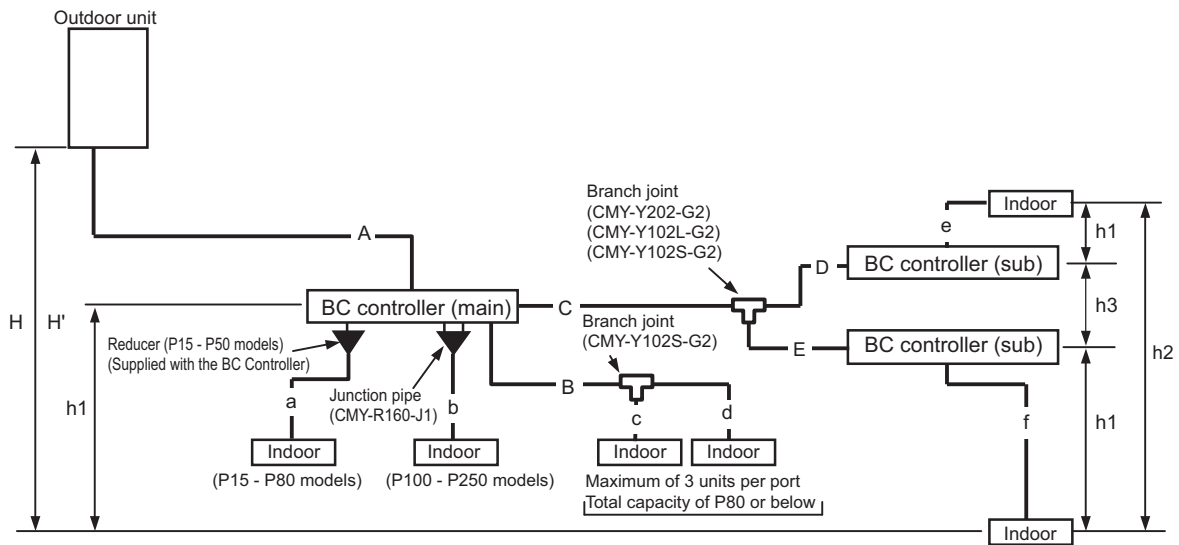 Outdoor unit
H
H'
A
BC controller (main)
C
Branch joint
(CMY-Y202-G2)
(CMY-Y102L-G2)
(CMY-Y102S-G2)
D
e
Indoor
h1
BC controller (sub)
h3
h2
E
BC controller (sub)
Branch joint
(CMY-Y102S-G2)
Reducer (P15 - P50 models)
(Supplied with the BC Controller)
h1
a
Junction pipe
(CMY-R160-J1)
b
B
c
d
f
h1
Indoor
(P15 - P80 models)
Indoor
(P100 - P250 models)
Indoor
Indoor
Maximum of 3 units per port
Total capacity of P80 or below
Indoor